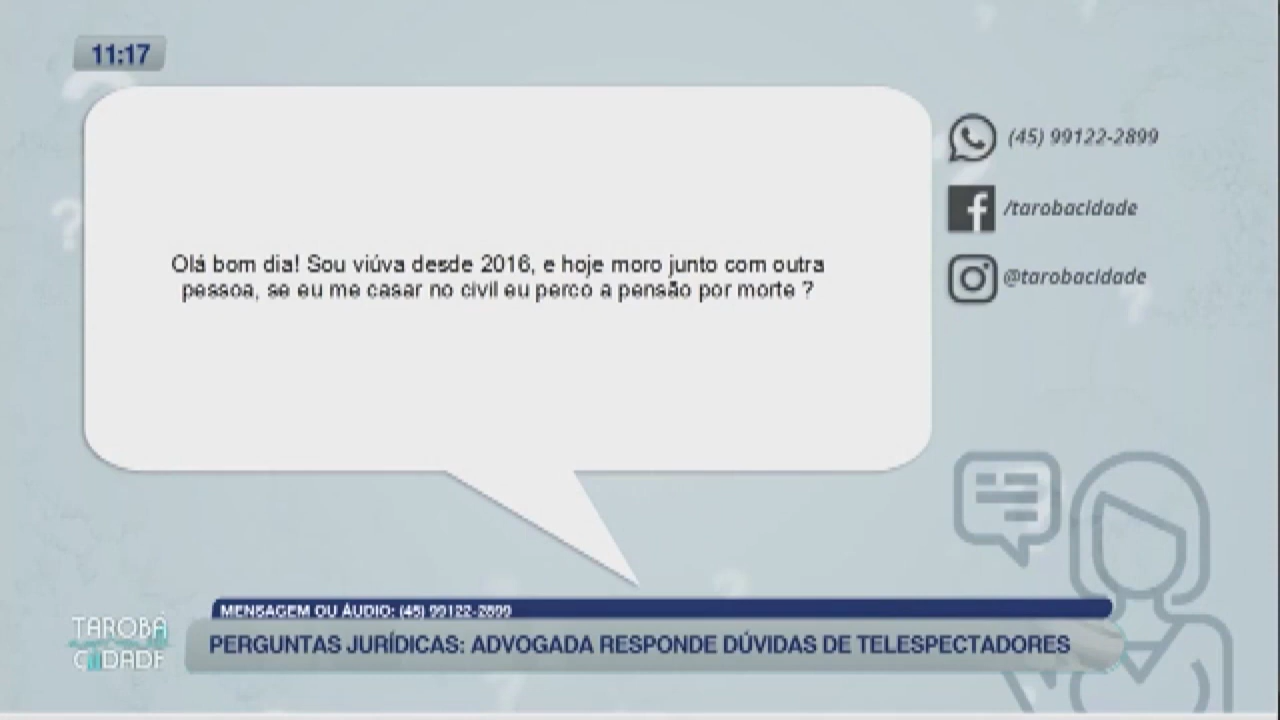 11:17
Olá bom dia! Sou viúva desde 2016, e hoje moro junto com outra
pessoa, se eu me casar no civil eu perco a pensão por morte ?
(45) 99122-2899
/tarobacidade
@tarobacidade
MENSAGEM OU ÁUDIO: (45) 99122-2899
PERGUNTAS JURÍDICAS: ADVOGADA RESPONDE DÚVIDAS DE TELESPECTADORES
TAROBÁ
CIDADE